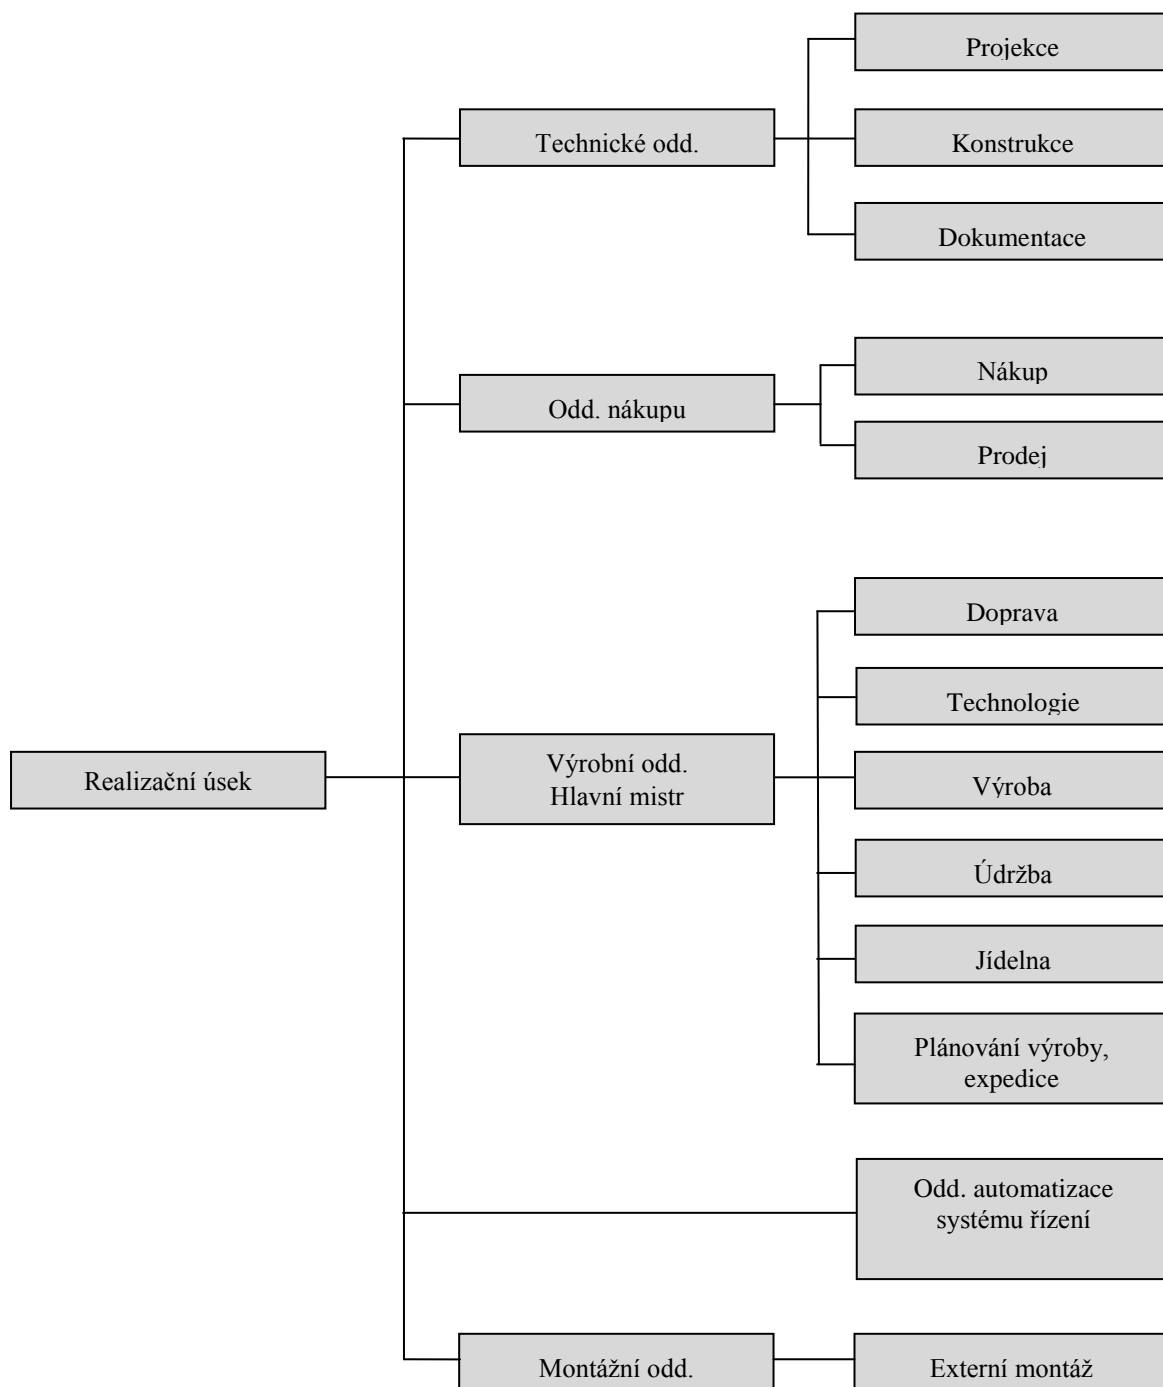 Projekce
Technické odd.
Konstrukce
Dokumentace
Nákup
Odd. nákupu
Prodej
Doprava
Technologie
Realizační úsek
Výrobní odd.
Hlavní mistr
Výroba
Údržba
Jídelna
Plánování výroby,
expedice
Odd. automatizace
systému řízení
Montážní odd.
Externí montáž